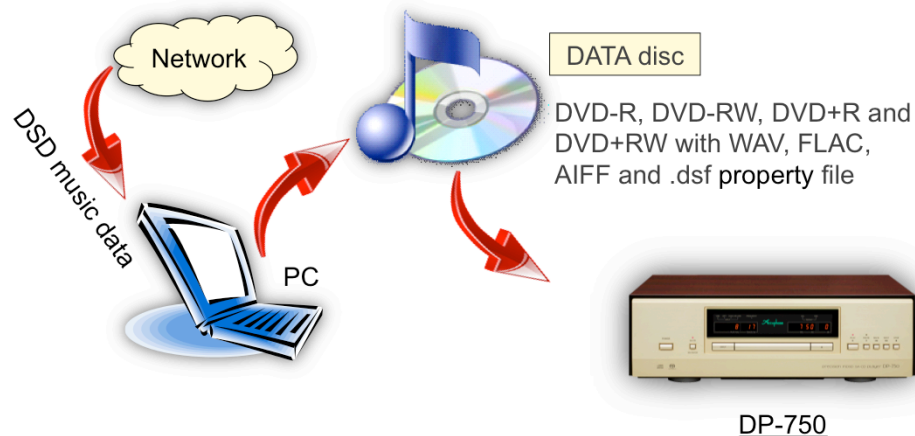 Network
DATA disc
DVD-R, DVD-RW, DVD+R and
DVD+RW with WAV, FLAC,
AIFF and .dsf property file
DSD music data
PC
Accuphase
DP-750